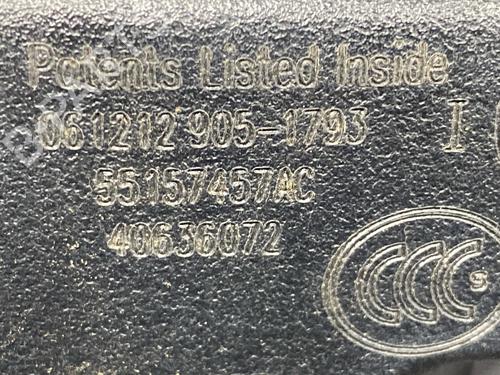 Patents Listed Inside
061212 905-1793 I
55157457AC
40636072
CCC S